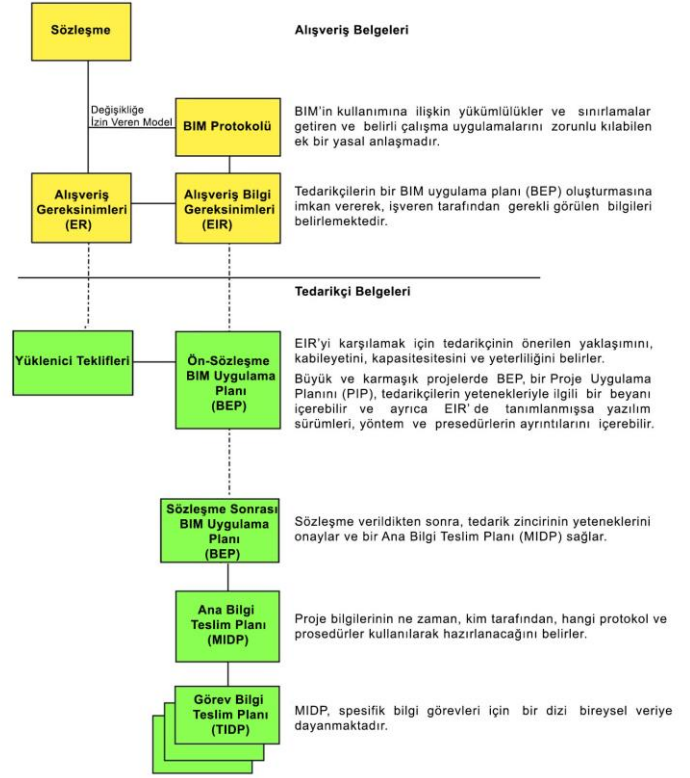 Sözleşme
Alışveriş Belgeleri
Değişikliğe
İzin Veren Model
BIM Protokolü
BIM'in kullanımına ilişkin yükümlülükler ve sınırlamalar
getiren ve belirli çalışma uygulamalarını zorunlu kılabilen
ek bir yasal anlaşmadır.
Alışveriş
Gereksinimleri
(ER)
Alışveriş Bilgi
Gereksinimleri
(EIR)
Tedarikçilerin bir BIM uygulama planı (BEP) oluşturmasına
imkan vererek, işveren tarafından gerekli görülen bilgileri
belirlemektedir.
Tedarikçi Belgeleri
Yüklenici Teklifleri
Ön-Sözleşme
BIM Uygulama
Planı
(BEP)
EIR'yi karşılamak için tedarikçinin önerilen yaklaşımını,
kabileyetini, kapasitesitesini ve yeterliliğini belirler.
Büyük ve karmaşık projelerde BEP, bir Proje Uygulama
Planını (PIP), tedarikçilerin yetenekleriyle ilgili bir beyanı
içerebilir ve ayrıca EIR' de tanımlanmışsa yazılım
sürümleri, yöntem ve presedürlerin ayrıntılarını içerebilir.
Sözleşme Sonrası
BIM Uygulama
Planı
(BEP)
Sözleşme verildikten sonra, tedarik zincirinin yeteneklerini
onaylar ve bir Ana Bilgi Teslim Planı (MIDP) sağlar.
Ana Bilgi
Teslim Planı
(MIDP)
Proje bilgilerinin ne zaman, kim tarafından, hangi protokol ve
prosedürler kullanılarak hazırlanacağını belirler.
Görev Bilgi
Teslim Planı
(TIDP)
MIDP, spesifik bilgi görevleri için bir dizi bireysel veriye
dayanmaktadır.